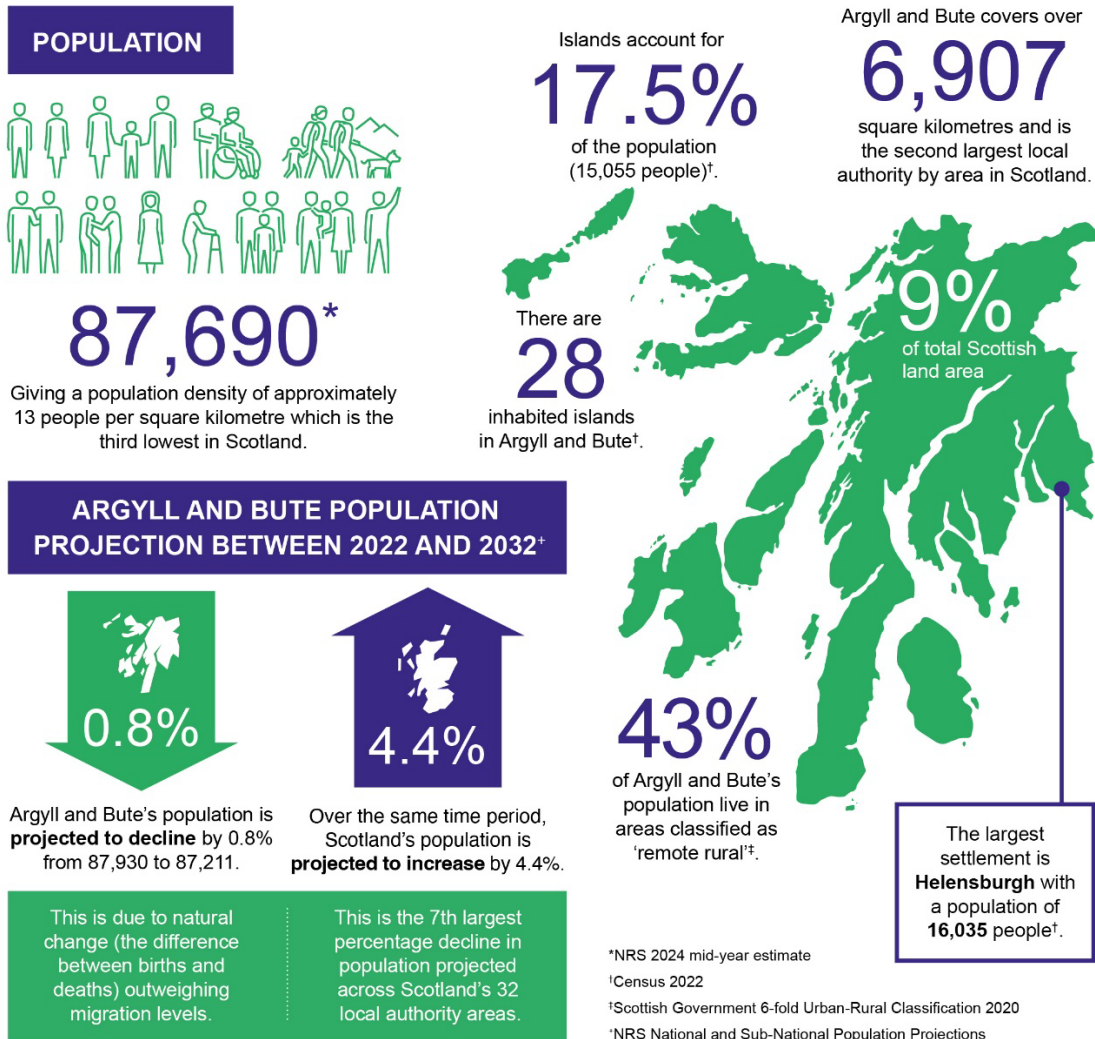 POPULATION
87,690*
Giving a population density of approximately
13 people per square kilometre which is the
third lowest in Scotland.
Islands account for
17.5%
of the population
(15,055 people)†.
Argyll and Bute covers over
6,907
square kilometres and is
the second largest local
authority by area in Scotland.
There are
28
inhabited islands
in Argyll and Bute†.
9%
of total Scottish
land area
ARGYLL AND BUTE POPULATION
PROJECTION BETWEEN 2022 AND 2032⁺
0.8%
Argyll and Bute’s population is
projected to decline by 0.8%
from 87,930 to 87,211.
4.4%
Over the same time period,
Scotland’s population is
projected to increase by 4.4%.
This is due to natural
change (the difference
between births and
deaths) outweighing
migration levels.
This is the 7th largest
percentage decline in
population projected
across Scotland’s 32
local authority areas.
43%
of Argyll and Bute’s
population live in
areas classified as
‘remote rural’‡.
The largest
settlement is
Helensburgh with
a population of
16,035 people†.
*NRS 2024 mid-year estimate
†Census 2022
‡Scottish Government 6-fold Urban-Rural Classification 2020
⁺NRS National and Sub-National Population Projections